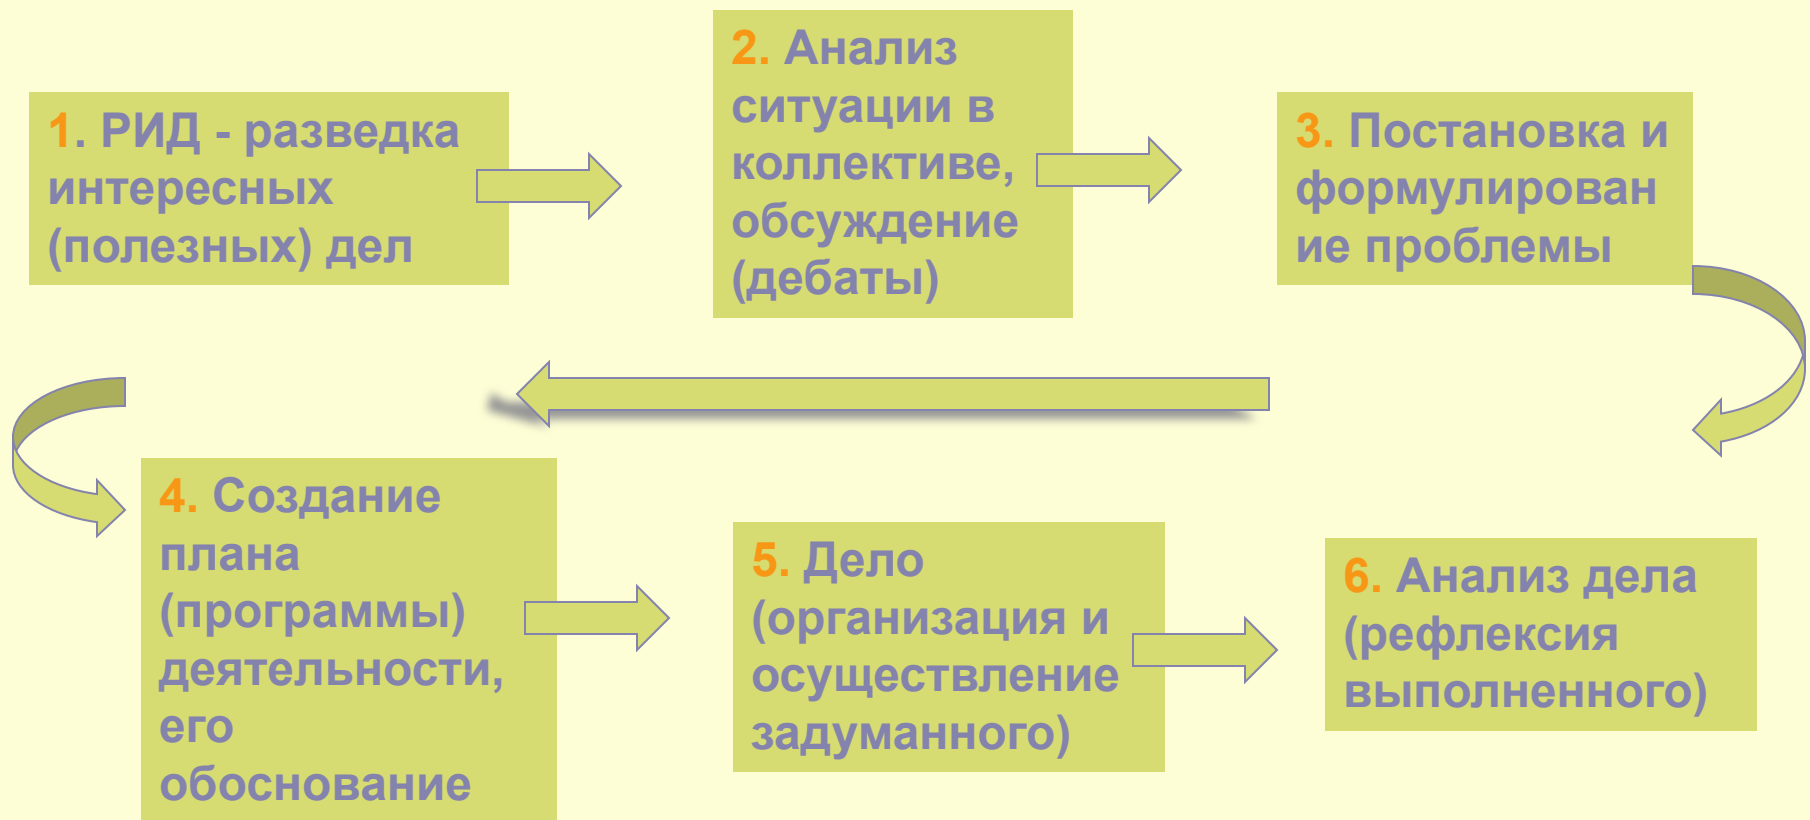 1. РИД - разведка
интересных
(полезных) дел
2. Анализ
ситуации в
коллективе,
обсуждение
(дебаты)
3. Постановка и
формулирован
ие проблемы
4. Создание
плана
(программы)
деятельности,
его
обоснование
5. Дело
(организация и
осуществление
задуманного)
6. Анализ дела
(рефлексия
выполненного)